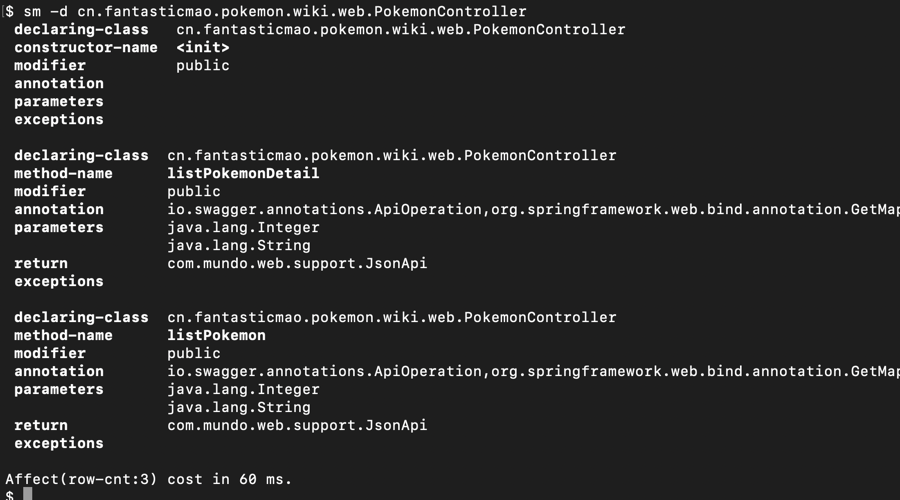 $ sm -d cn.fantasticmao.pokemon.wiki.web.PokemonController
declaring-class cn.fantasticmao.pokemon.wiki.web.PokemonController
constructor-name <init>
modifier public
annotation
parameters
exceptions
declaring-class cn.fantasticmao.pokemon.wiki.web.PokemonController
method-name listPokemonDetail
modifier public
annotation io.swagger.annotations.ApiOperation,org.springframework.web.bind.annotation.GetMap
parameters java.lang.Integer
java.lang.String
return com.mundo.web.support.JsonApi
exceptions
declaring-class cn.fantasticmao.pokemon.wiki.web.PokemonController
method-name listPokemon
modifier public
annotation io.swagger.annotations.ApiOperation,org.springframework.web.bind.annotation.GetMap
parameters java.lang.Integer
java.lang.String
return com.mundo.web.support.JsonApi
exceptions
Affect(row-cnt:3) cost in 60 ms.
$